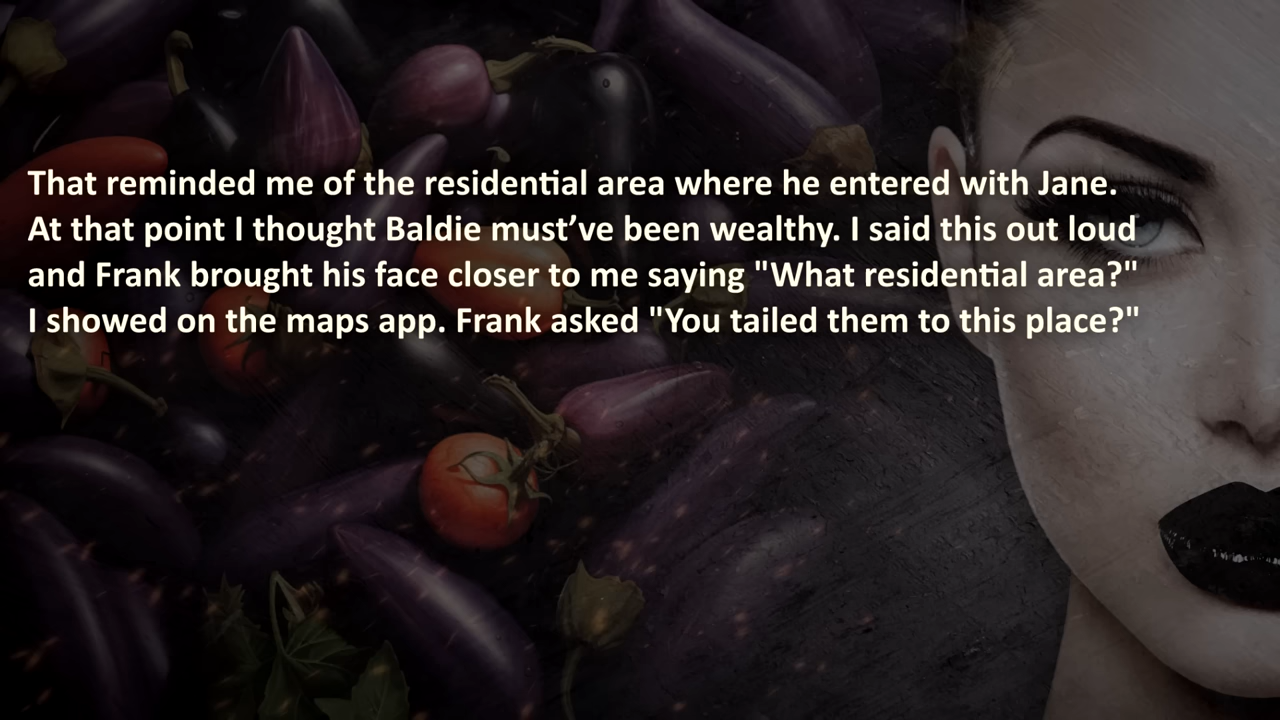 That reminded me of the residential area where he entered with Jane.
At that point I thought Baldie must’ve been wealthy. I said this out loud
and Frank brought his face closer to me saying "What residential area?"
I showed on the maps app. Frank asked "You tailed them to this place?"